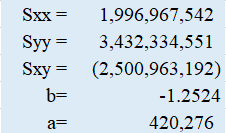 Sxx = 1,996,967,542
Syy = 3,432,334,551
Sxy = (2,500,963,192)
b= -1.2524
a= 420,276